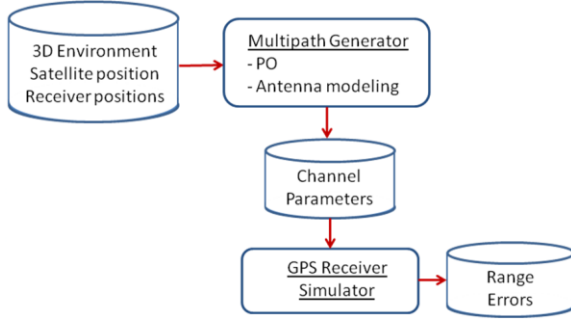 3D Environment
Satellite position
Receiver positions
Multipath Generator
- PO
- Antenna modeling
Channel
Parameters
GPS Receiver
Simulator
Range
Errors